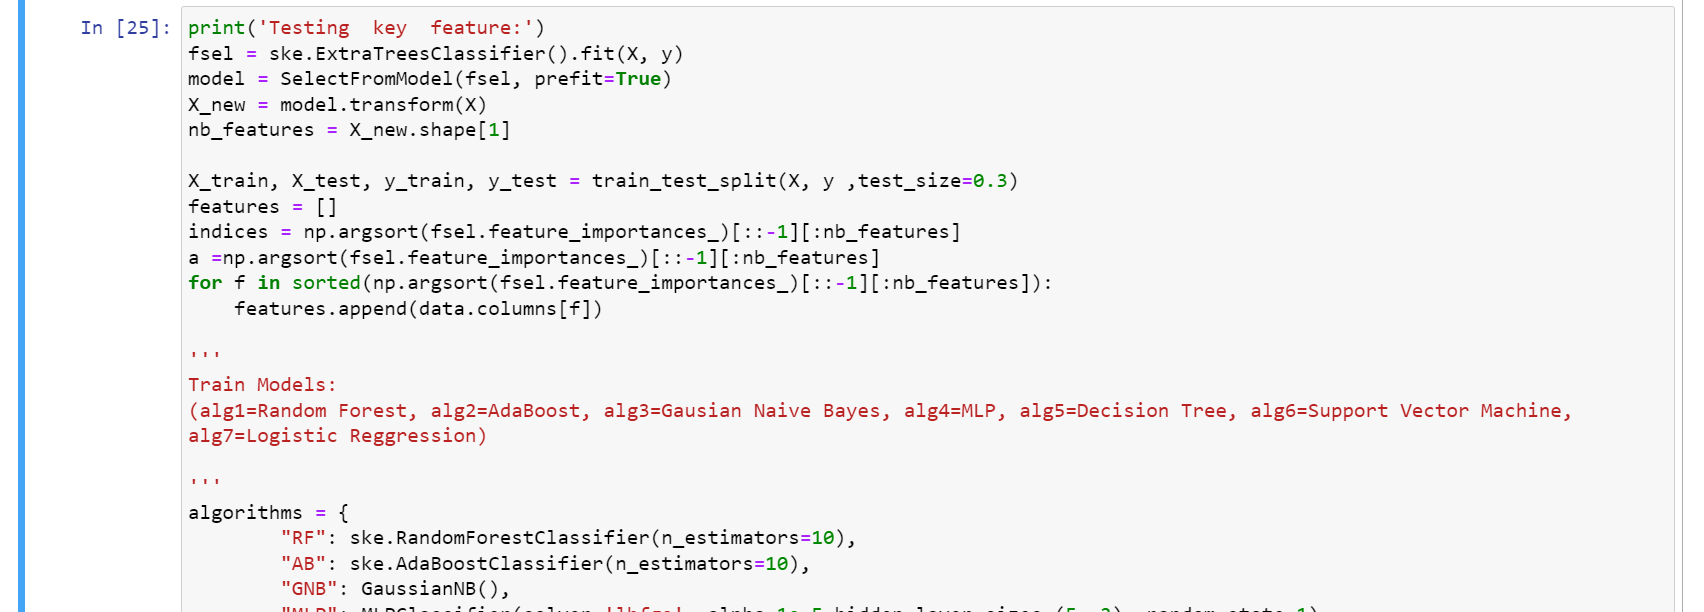 In [25]:
print('Testing  key  feature:')
fsel = ske.ExtraTreesClassifier().fit(X, y)
model = SelectFromModel(fsel, prefit=True)
X_new = model.transform(X)
nb_features = X_new.shape[1]
X_train, X_test, y_train, y_test = train_test_split(X, y ,test_size=0.3)
features = []
indices = np.argsort(fsel.feature_importances_)[::-1][:nb_features]
a =np.argsort(fsel.feature_importances_)[::-1][:nb_features]
for f in sorted(np.argsort(fsel.feature_importances_)[::-1][:nb_features]):
    features.append(data.columns[f])
'''
Train Models:
(alg1=Random Forest, alg2=AdaBoost, alg3=Gausian Naive Bayes, alg4=MLP, alg5=Decision Tree, alg6=Support Vector Machine,
alg7=Logistic Reggression)
'''
algorithms = {
        "RF": ske.RandomForestClassifier(n_estimators=10),
        "AB": ske.AdaBoostClassifier(n_estimators=10),
        "GNB": GaussianNB(),